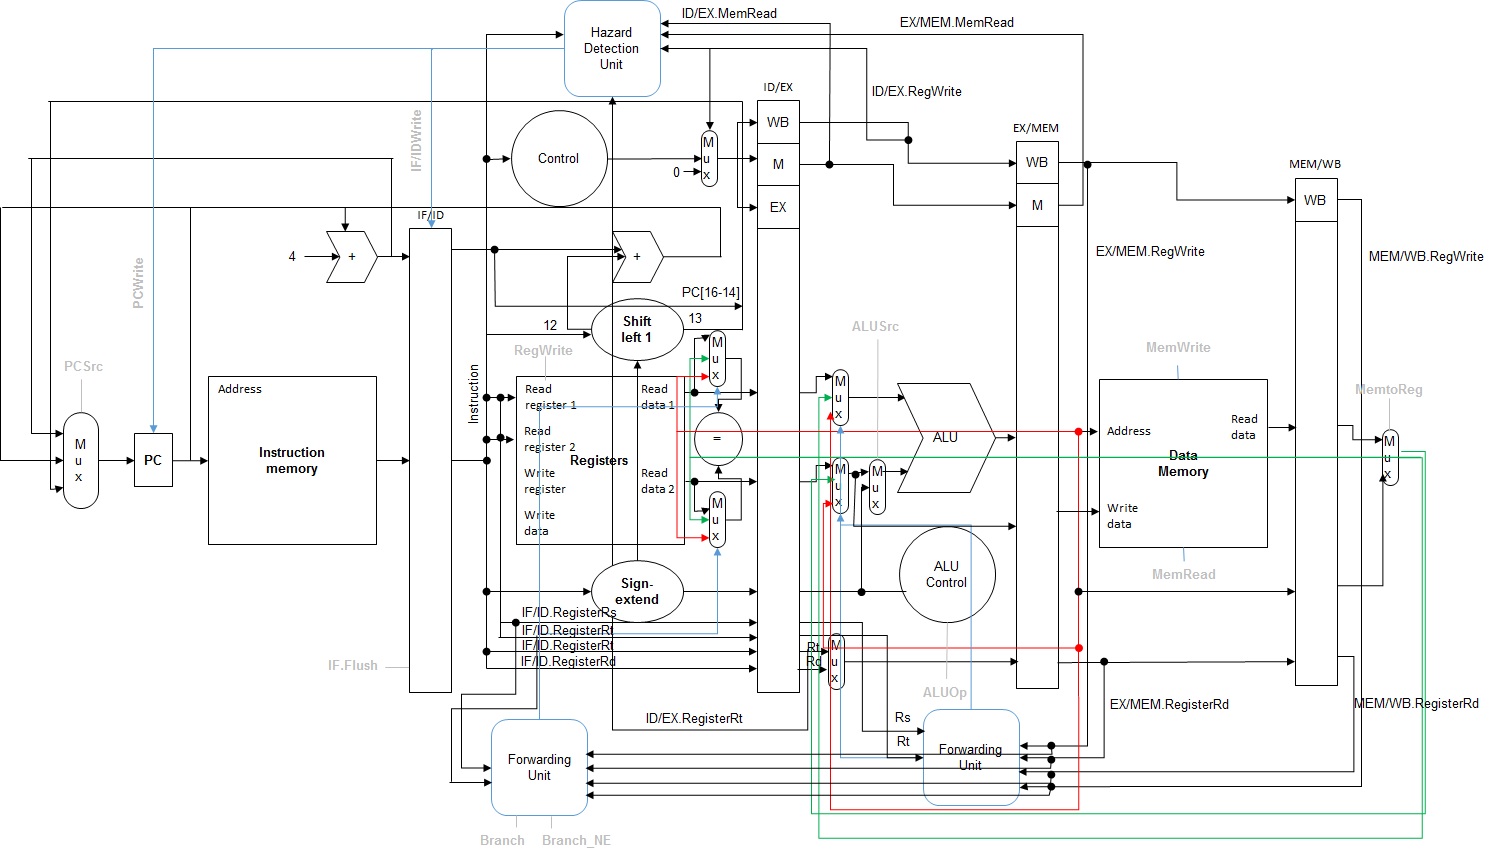 ID/EX.MemRead
EX/MEM.MemRead
Hazard
Detection
Unit
ID/EX
ID/EX.RegWrite
IF/IDWrite
Control
M
u
x
0
WB
M
EX
EX/MEM
WB
M
MEM/WB
WB
IF/ID
4
+
+
PCWrite
EX/MEM.RegWrite
MEM/WB.RegWrite
PC[16-14]
12
13
Shift
left 1
RegWrite
ALUSrc
MemWrite
MemtoReg
PCSrc
Address
Instruction
memory
M
u
x
PC
Instruction
Read
register 1
Read
register 2
Write
register
Write
data
Registers
Read
data 1
Read
data 2
M
u
x
=
M
u
x
M
u
x
M
u
x
M
u
x
ALU
ALU
Control
Address
Read
data
Data
Memory
Write
data
M
u
x
MemRead
Sign-
extend
IF/ID.RegisterRs
IF/ID.RegisterRt
IF/ID.RegisterRt
IF/ID.RegisterRd
Rt
Rd
M
u
x
IF.Flush
ALUOp
ID/EX.RegisterRt
Rs
Rt
EX/MEM.RegisterRd
MEM/WB.RegisterRd
Forwarding
Unit
Forwarding
Unit
Branch
Branch_NE